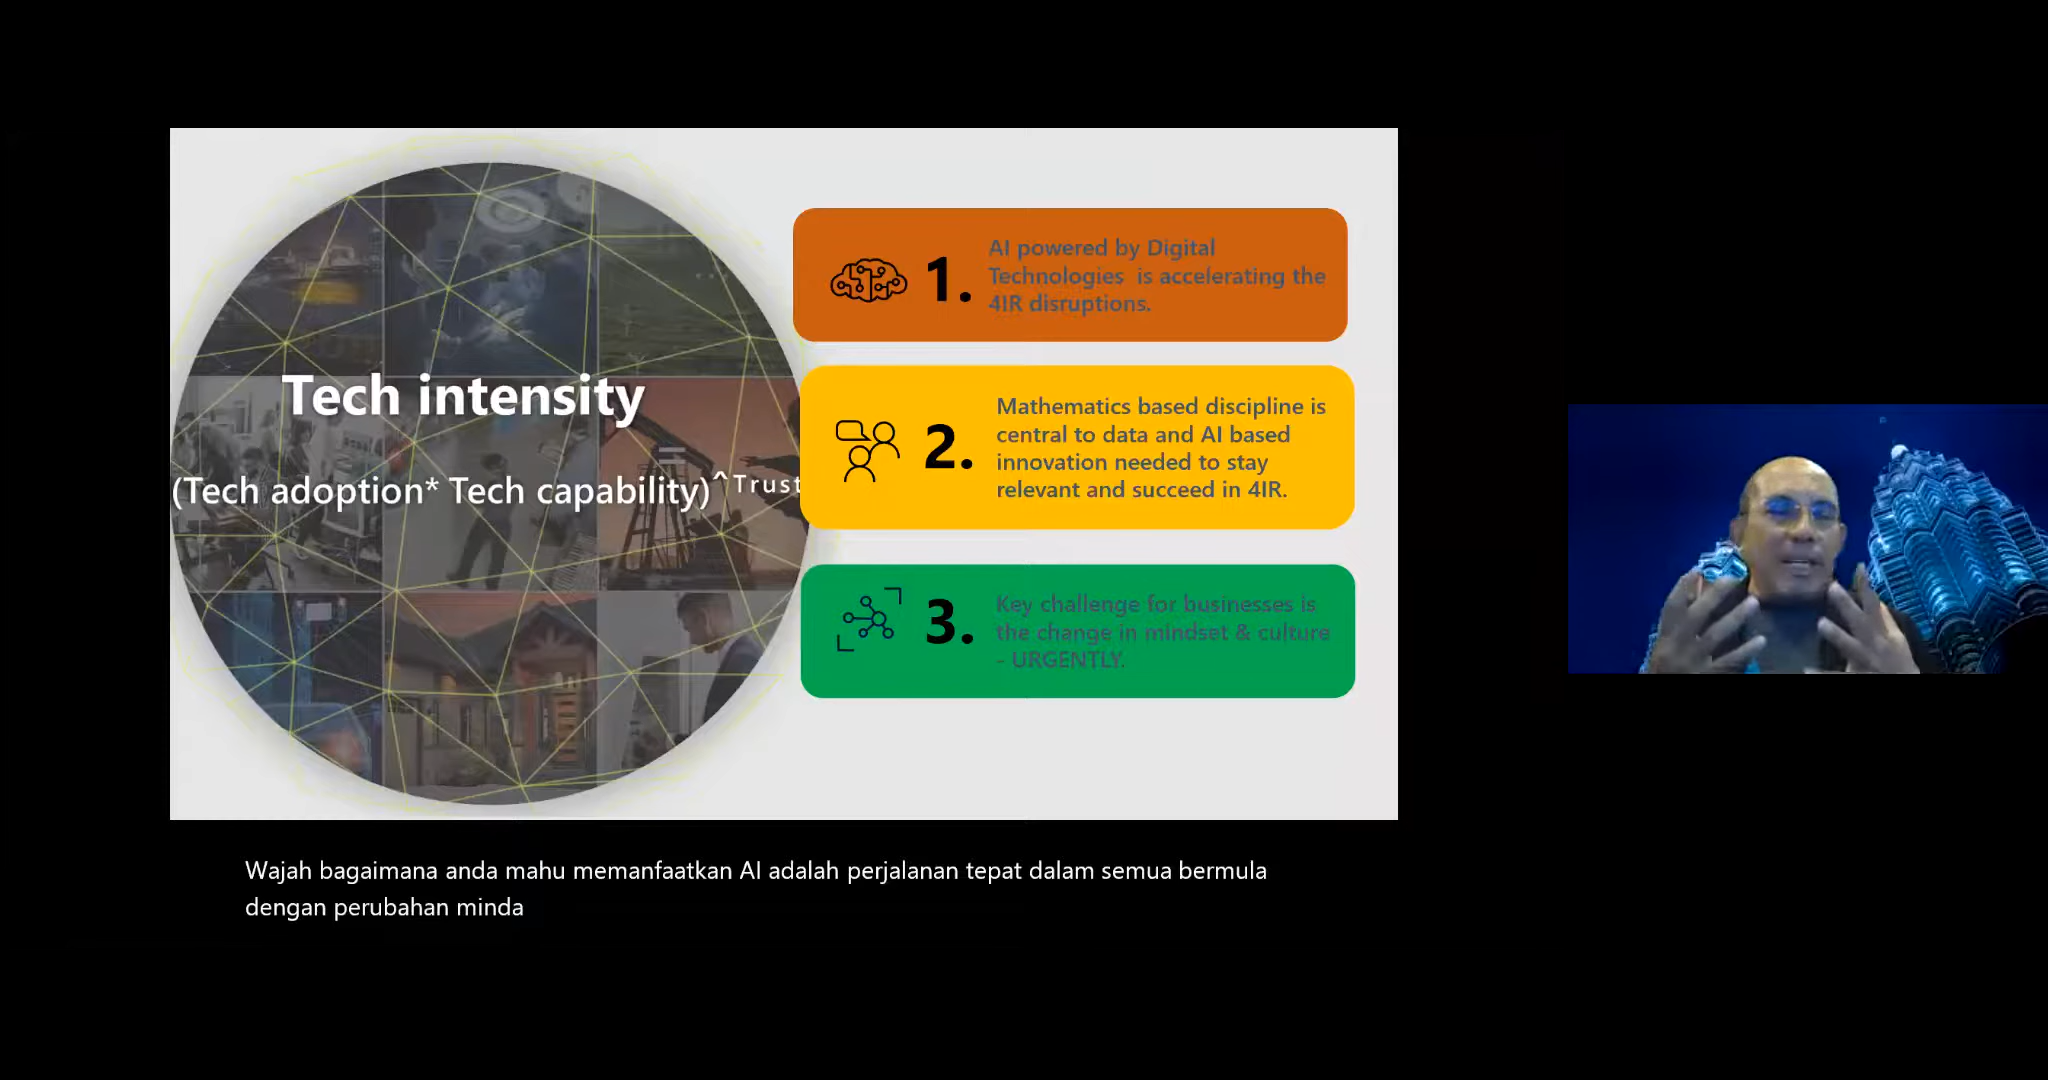 Tech intensity
=
(Tech adoption* Tech capability)^Trust
1.
AI powered by Digital
Technologies is accelerating the
4IR disruptions.
2.
Mathematics based discipline is
central to data and AI based
innovation needed to stay
relevant and succeed in 4IR.
3.
Key challenge for businesses is
the change in mindset & culture
- URGENTLY.
Wajah bagaimana anda mahu memanfaatkan AI adalah perjalanan tepat dalam semua bermula
dengan perubahan minda